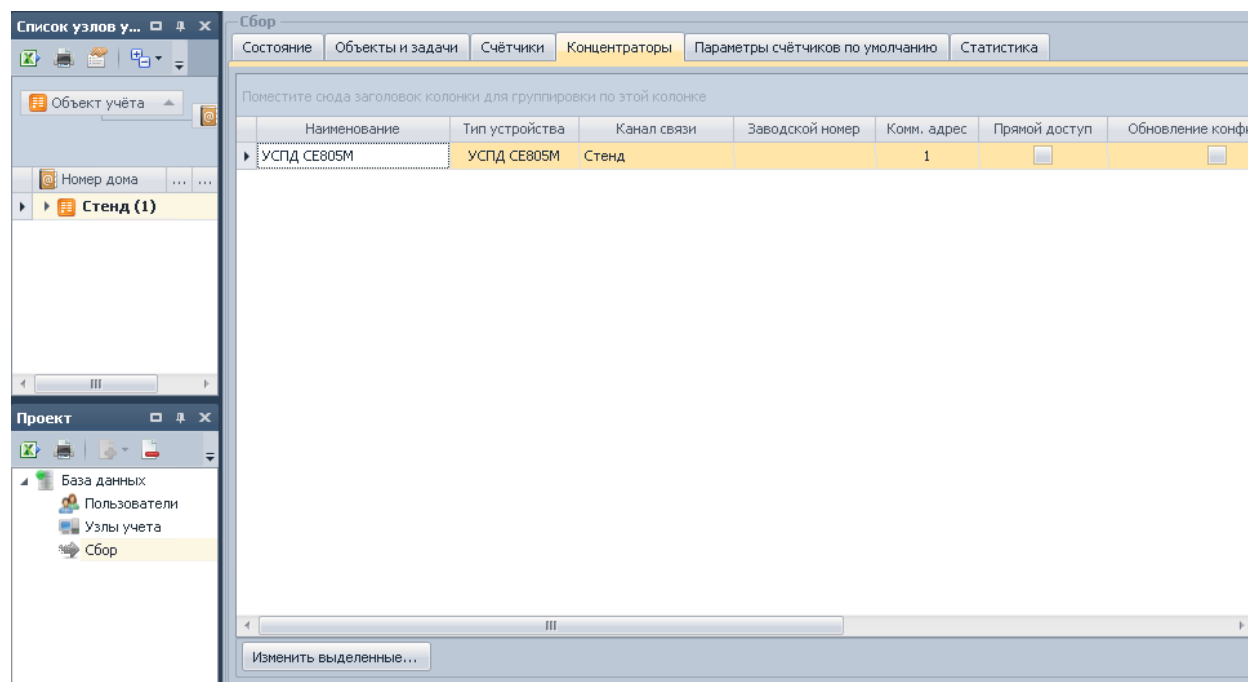 Список узлов у...
Объект учёта
Номер дома ... ...
Стенд (1)
Проект
База данных
Пользователи
Узлы учета
Сбор
Сбор
Состояние Объекты и задачи Счётчики Концентраторы Параметры счётчиков по умолчанию Статистика
Поместите сюда заголовок колонки для группировки по этой колонке
Наименование Тип устройства Канал связи Заводской номер Комм. адрес Прямой доступ Обновление конф
УСПД CE805M УСПД CE805M Стенд 1
Изменить выделенные...